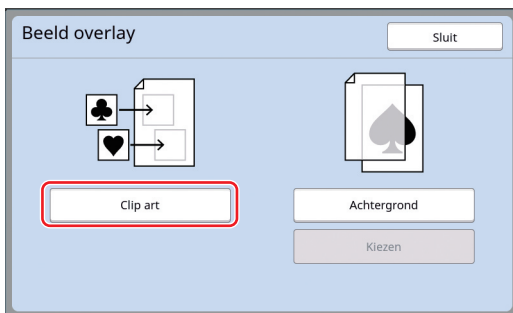 Beeld overlay
Sluit
Clip art
Achtergrond
Kiezen